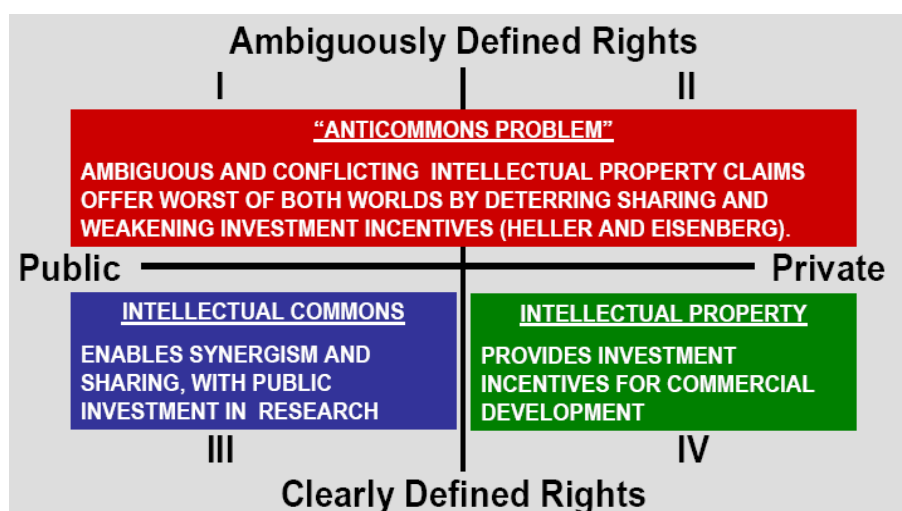 Ambiguously Defined Rights
I II
“ANTICOMMONS PROBLEM”
AMBIGUOUS AND CONFLICTING INTELLECTUAL PROPERTY CLAIMS
OFFER WORST OF BOTH WORLDS BY DETERRING SHARING AND
WEAKENING INVESTMENT INCENTIVES (HELLER AND EISENBERG).
Public Private
INTELLECTUAL COMMONS
ENABLES SYNERGISM AND
SHARING, WITH PUBLIC
INVESTMENT IN RESEARCH
INTELLECTUAL PROPERTY
PROVIDES INVESTMENT
INCENTIVES FOR COMMERCIAL
DEVELOPMENT
III IV
Clearly Defined Rights